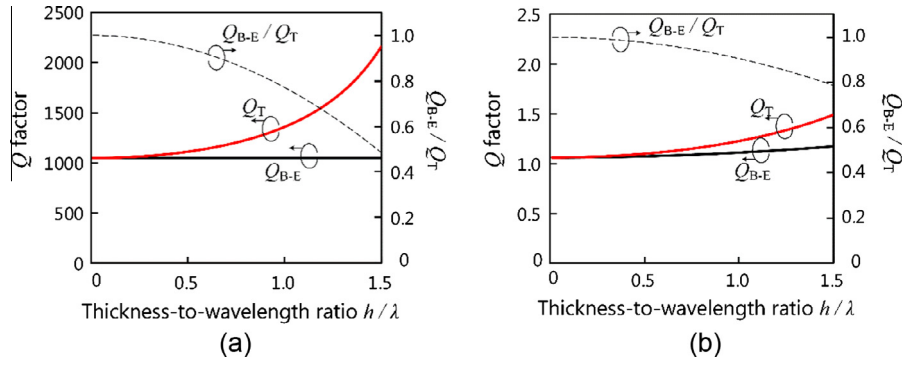 2500
2000
1500
1000
500
0
Q factor
1.0
0.8
0.6
0.4
0.2
0
Q_B-E / Q_T
Q_B-E / Q_T
Q_T
Q_B-E
0
0.5
1.0
1.5
Thickness-to-wavelength ratio h / λ
(a)
2.5
2.0
1.5
1.0
0.5
0
Q factor
1.0
0.8
0.6
0.4
0.2
0
Q_B-E / Q_T
Q_B-E / Q_T
Q_T
Q_B-E
0
0.5
1.0
1.5
Thickness-to-wavelength ratio h / λ
(b)